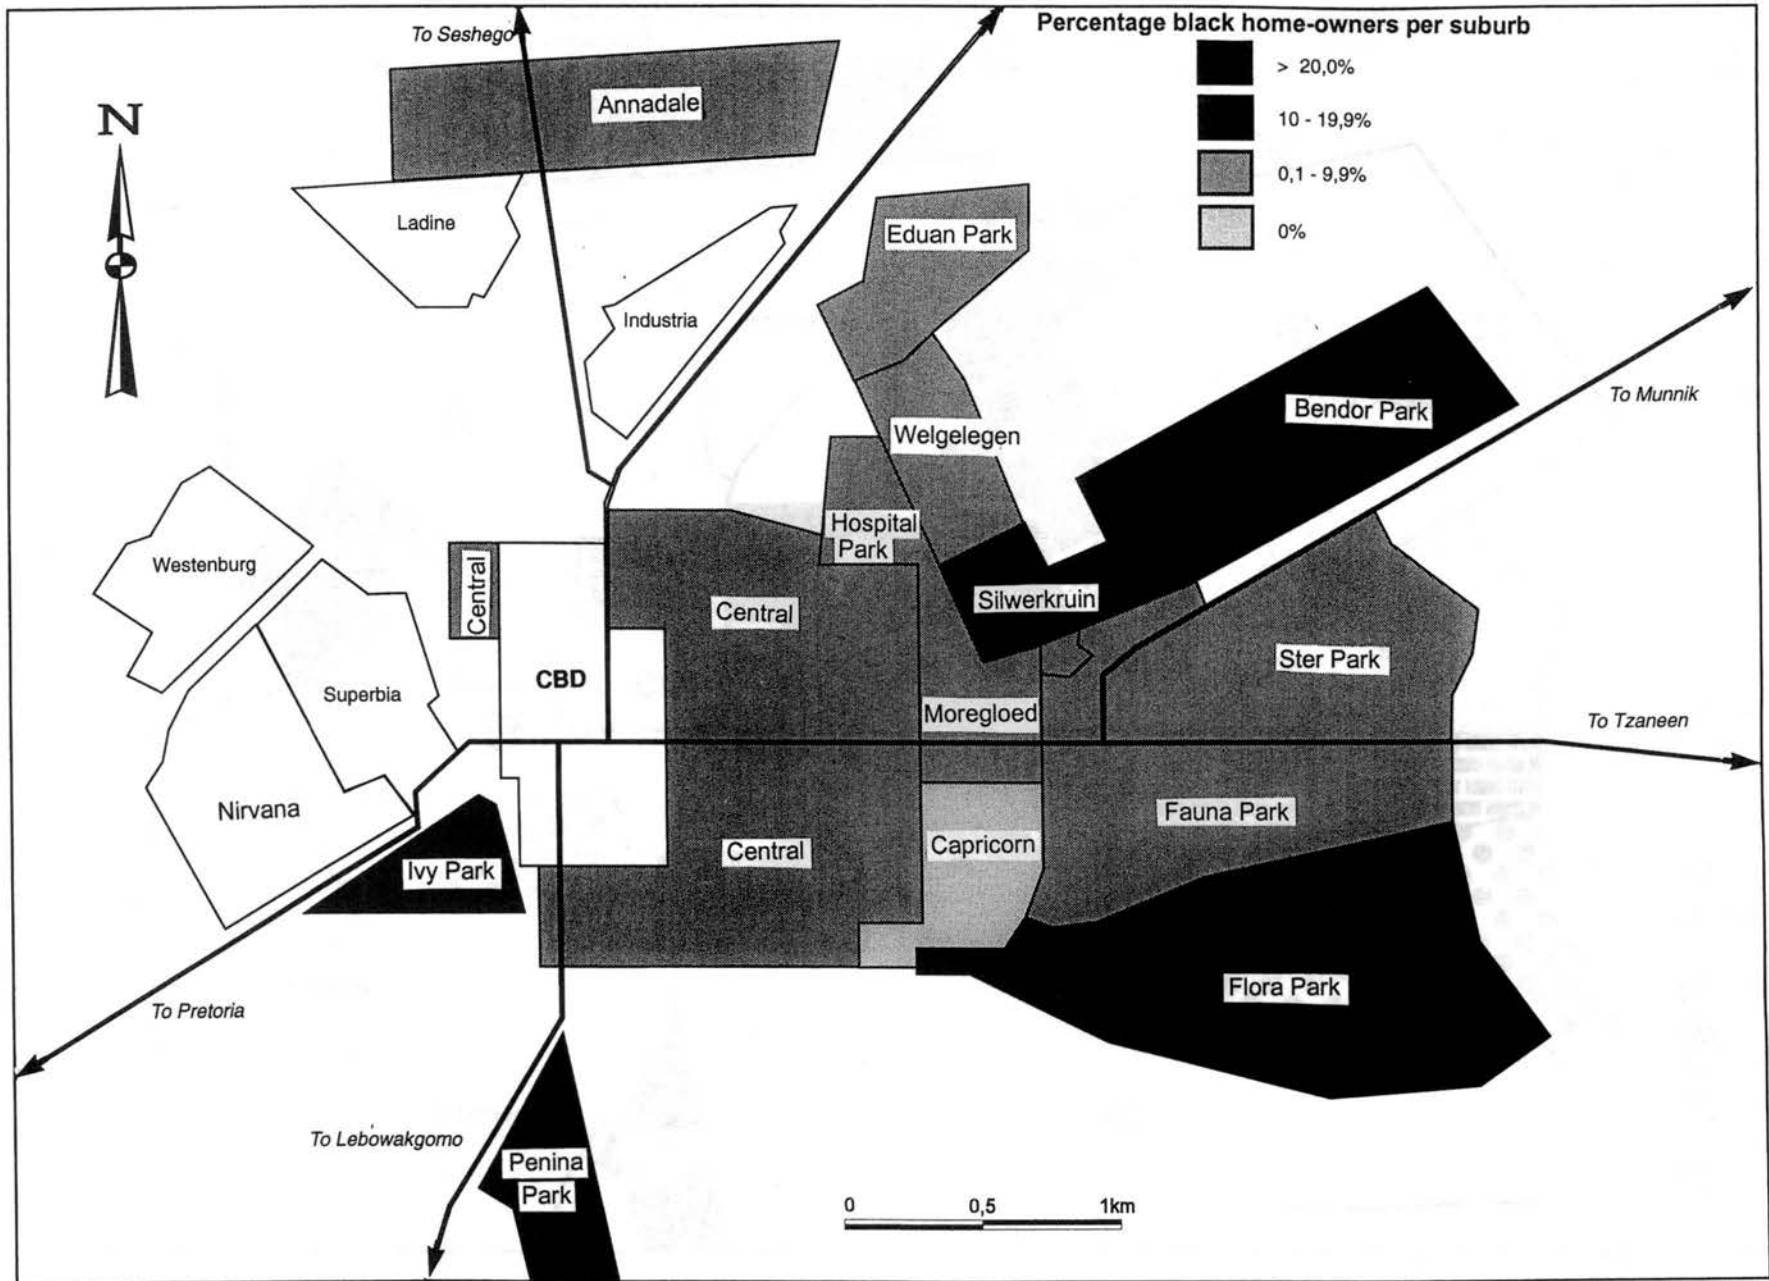 Percentage black home-owners per suburb
> 20,0%
10 - 19,9%
0,1 - 9,9%
0%
To Seshego
N
Annadale
Ladine
Industria
Eduan Park
Bendor Park
To Munnik
Welgelegen
Hospital
Park
Westenburg
Central
Central
Silwerkruin
Superbia
CBD
Ster Park
Moregloed
To Tzaneen
Nirvana
Ivy Park
Central
Capricorn
Fauna Park
Flora Park
To Pretoria
To Lebowakgomo
Penina
Park
0 0,5 1km